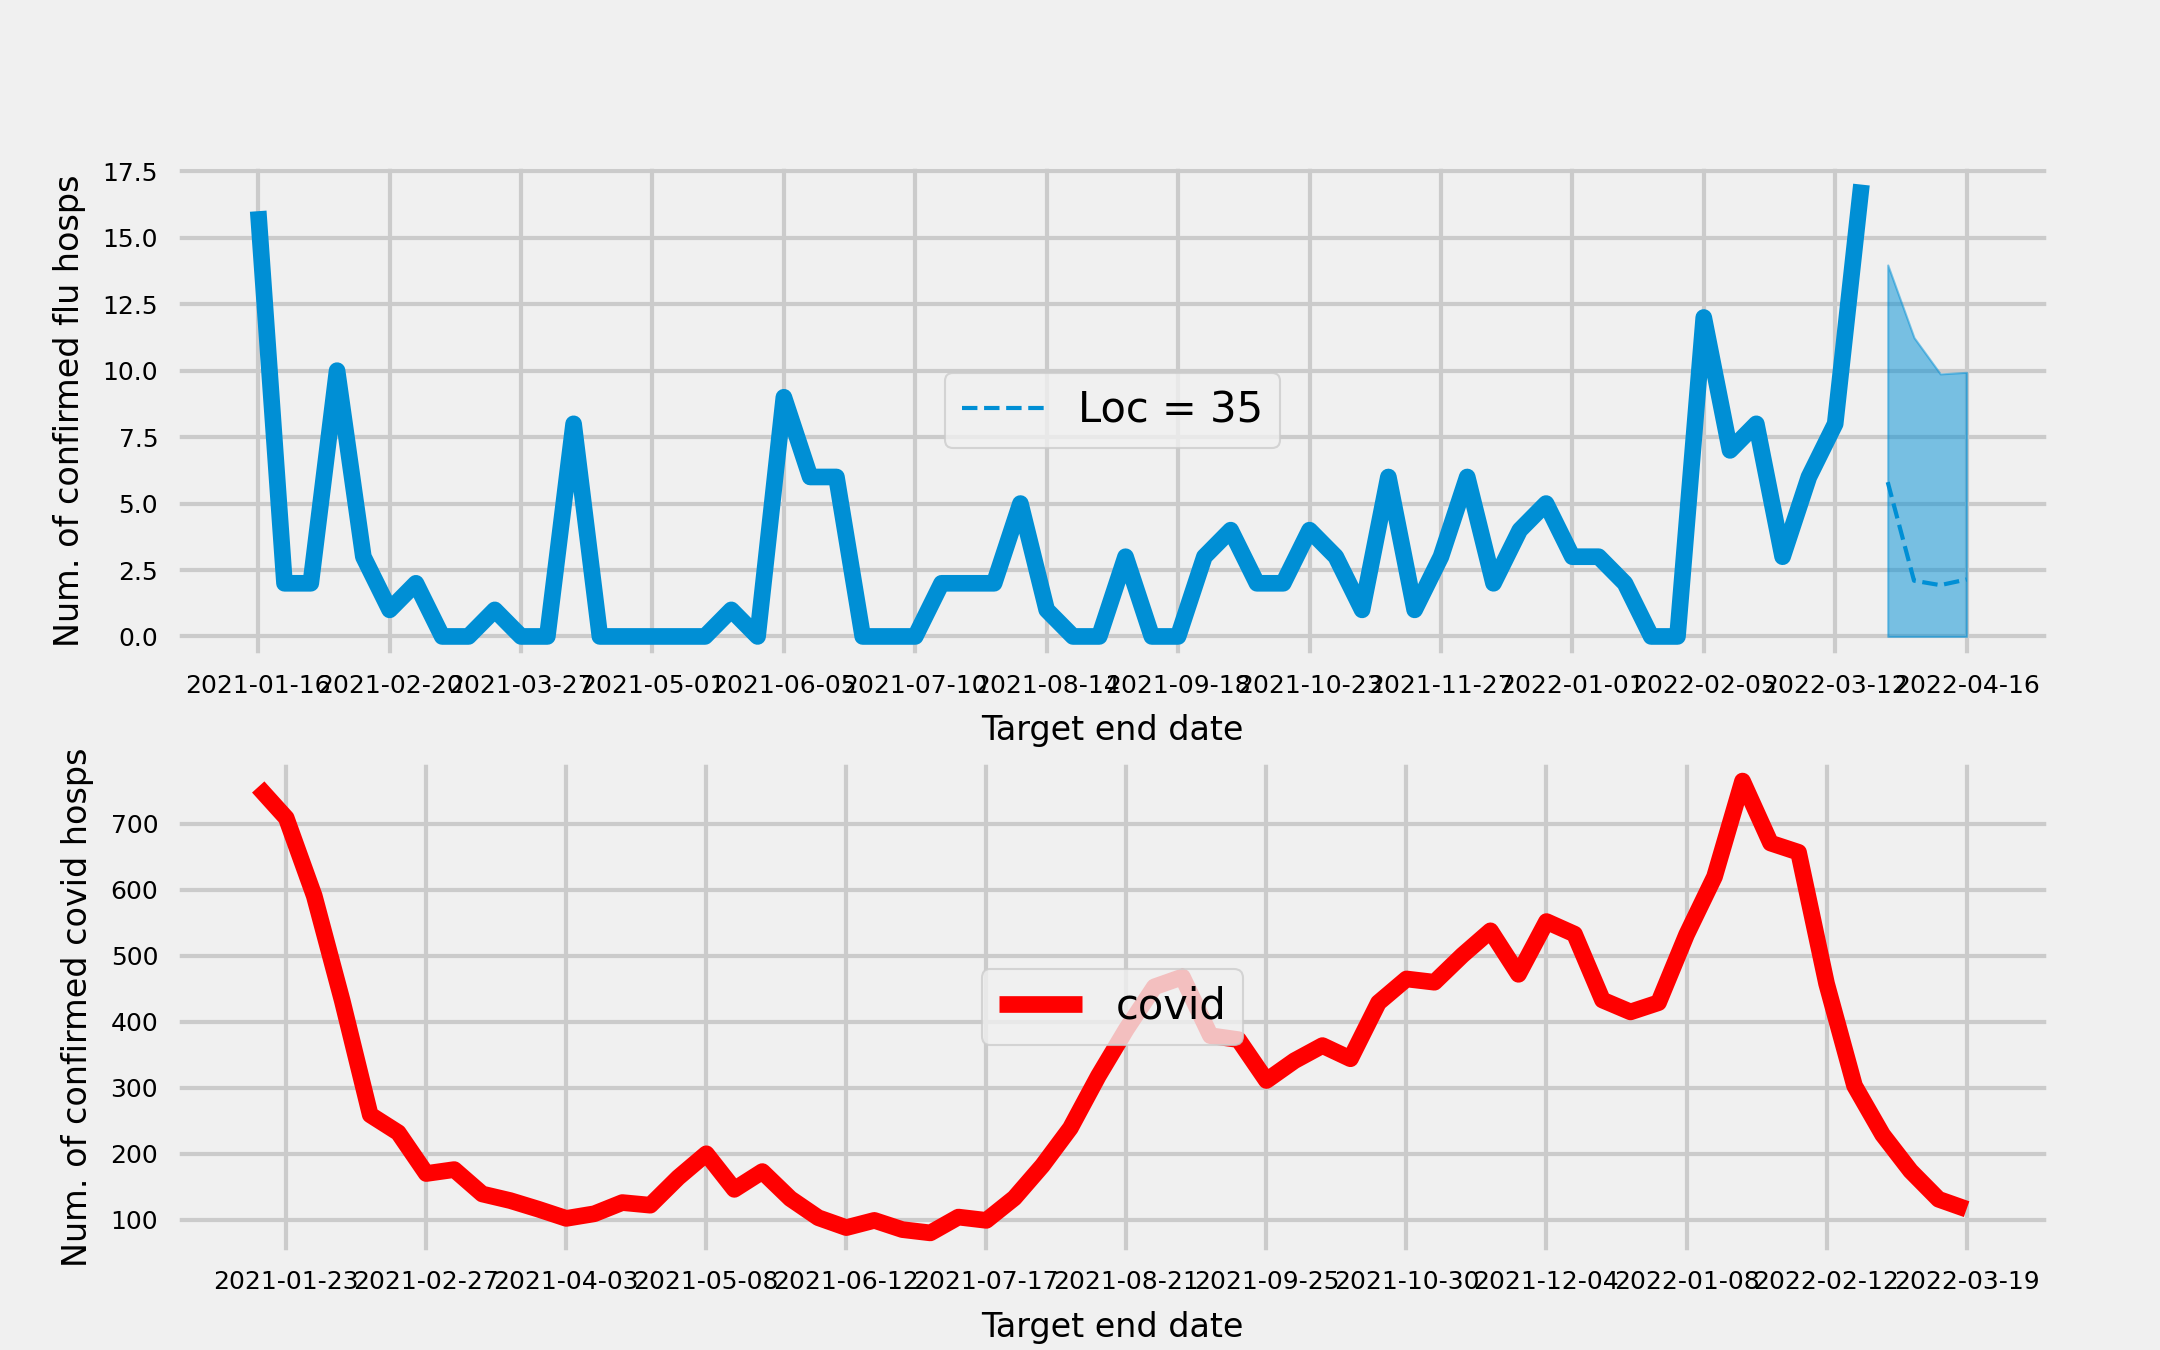 Num. of confirmed flu hosps
17.5
15.0
12.5
10.0
7.5
5.0
2.5
0.0
Loc = 35
2021-01-16 2021-02-20 2021-03-27 2021-05-01 2021-06-05 2021-07-10 2021-08-14 2021-09-18 2021-10-23 2021-11-27 2022-01-01 2022-02-05 2022-03-12 2022-04-16
Target end date
Num. of confirmed covid hosps
700
600
500
400
300
200
100
covid
2021-01-23 2021-02-27 2021-04-03 2021-05-08 2021-06-12 2021-07-17 2021-08-21 2021-09-25 2021-10-30 2021-12-04 2022-01-08 2022-02-12 2022-03-19
Target end date